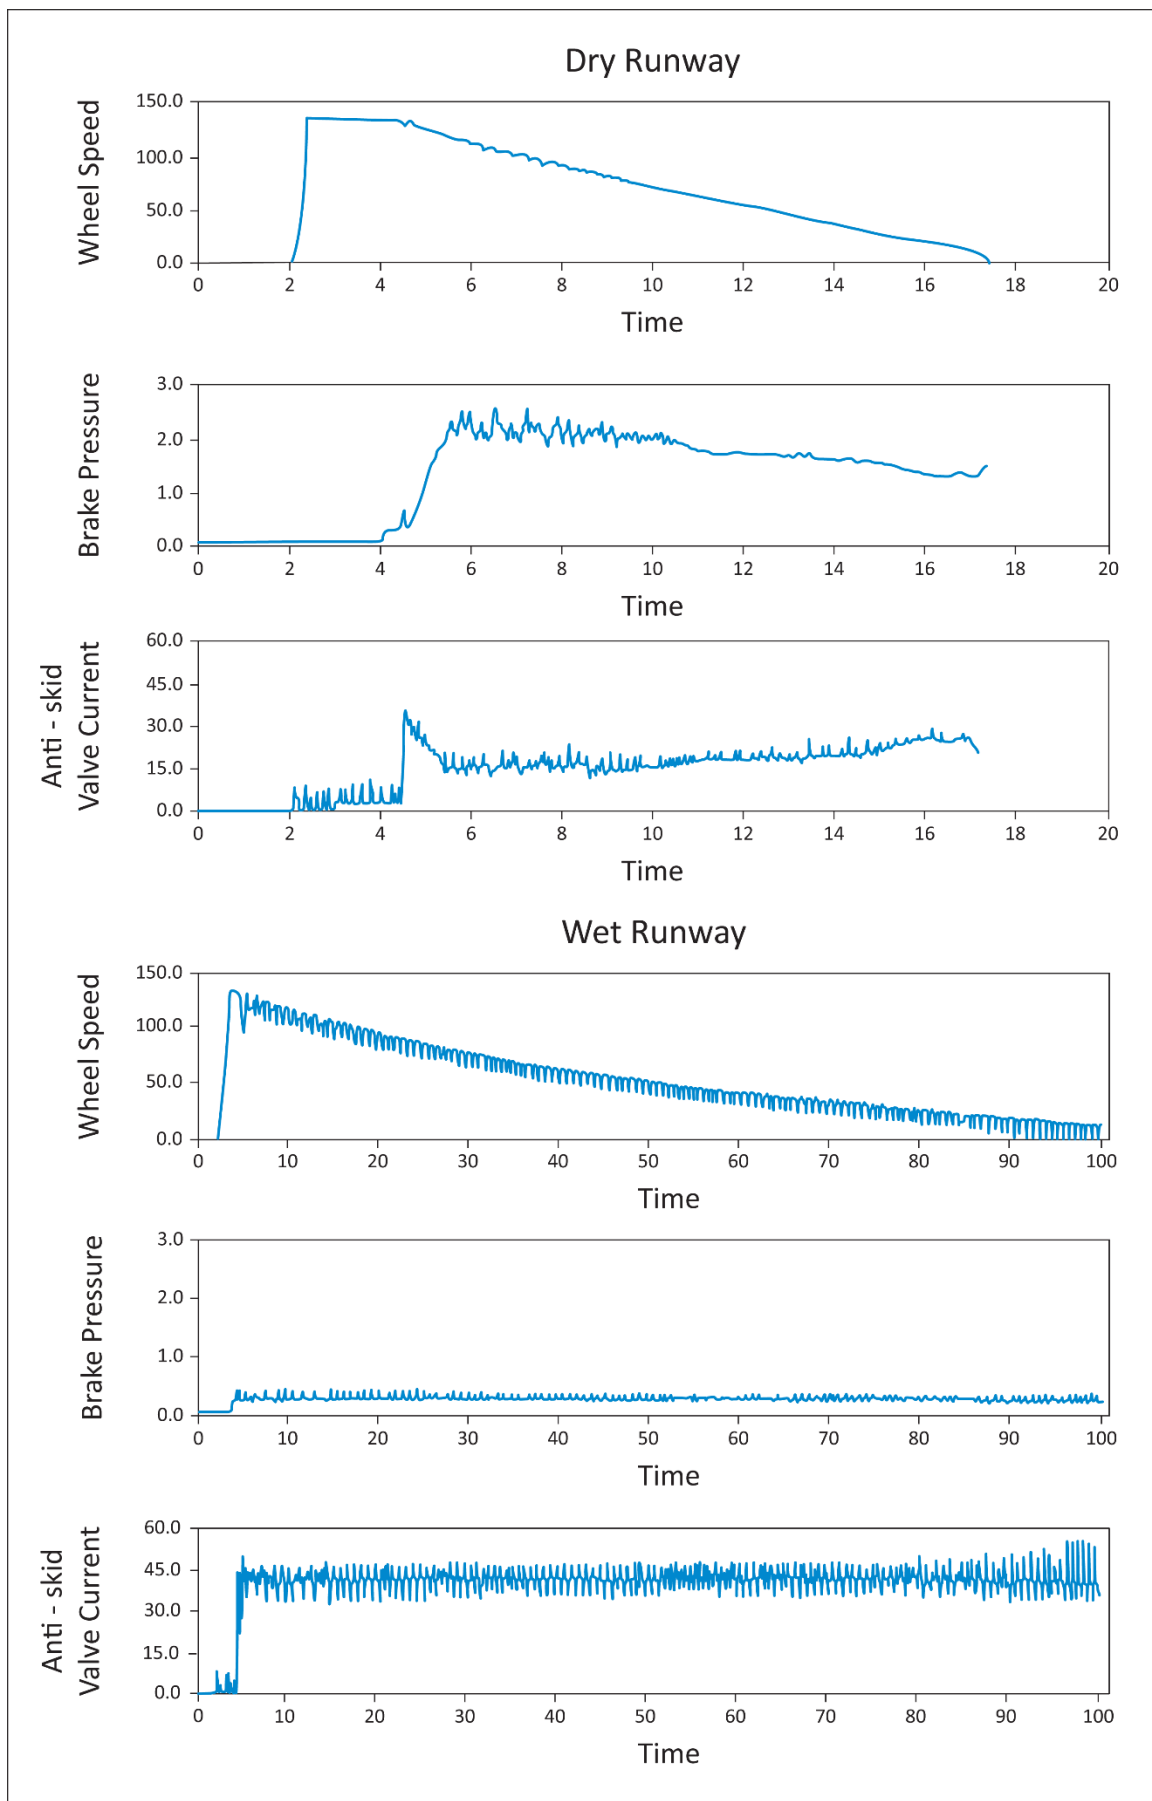 Dry Runway
Wheel Speed
150.0
100.0
50.0
0.0
0 2 4 6 8 10 12 14 16 18 20
Time
Brake Pressure
3.0
2.0
1.0
0.0
0 2 4 6 8 10 12 14 16 18 20
Time
Anti - skid
Valve Current
60.0
45.0
30.0
15.0
0.0
0 2 4 6 8 10 12 14 16 18 20
Time
Wet Runway
Wheel Speed
150.0
100.0
50.0
0.0
0 10 20 30 40 50 60 70 80 90 100
Time
Brake Pressure
3.0
2.0
1.0
0.0
0 10 20 30 40 50 60 70 80 90 100
Time
Anti - skid
Valve Current
60.0
45.0
30.0
15.0
0.0
0 10 20 30 40 50 60 70 80 90 100
Time